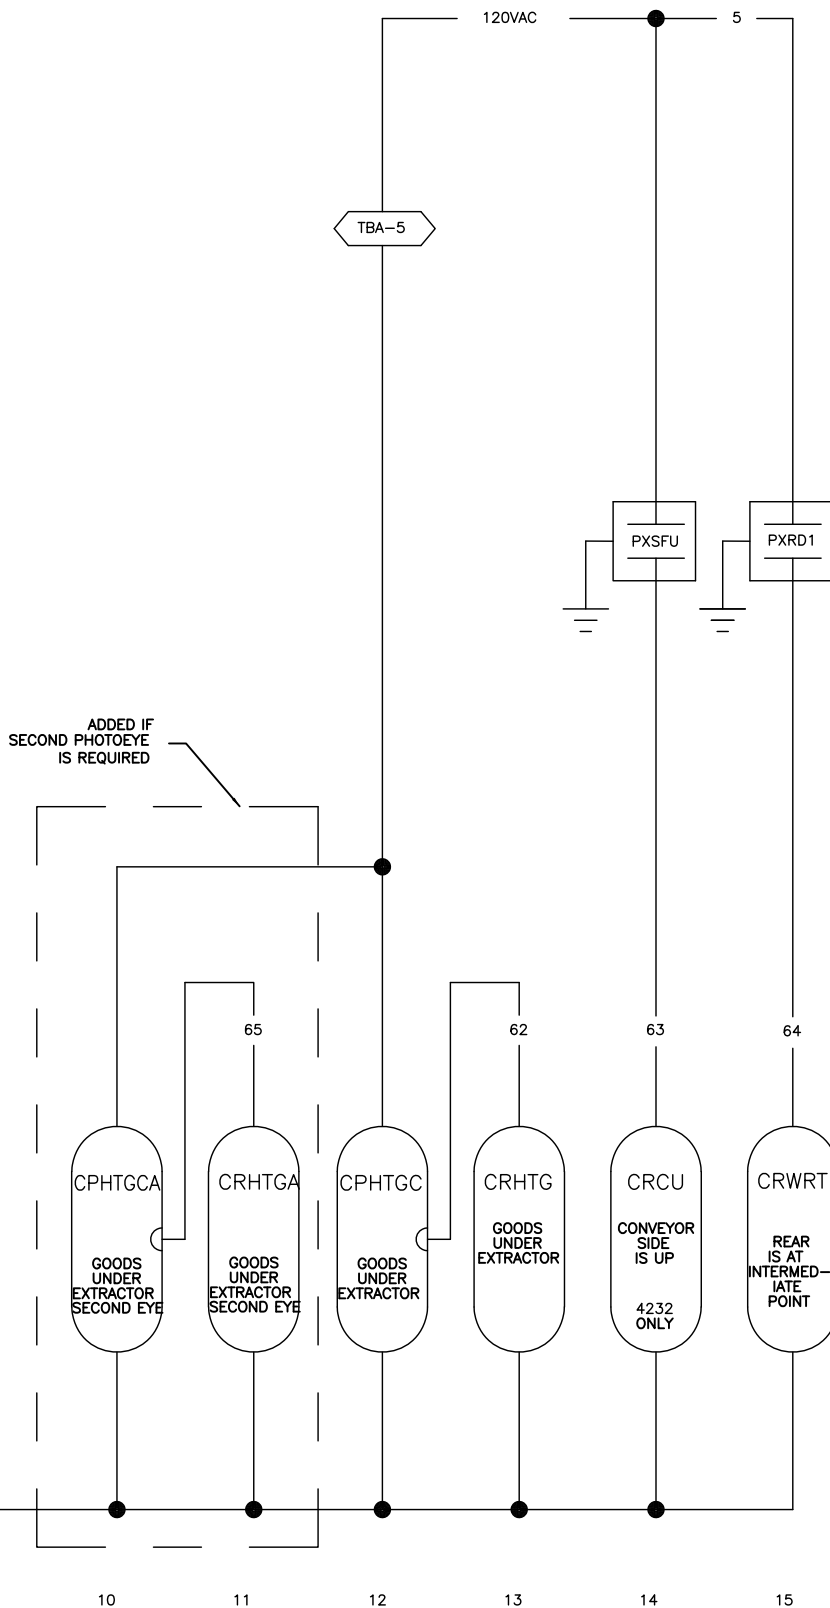 120VAC
5
TBA-5
PXSFU
PXRD1
ADDED IF
SECOND PHOTOEYE
IS REQUIRED
65
62
63
64
CPHTGCA
GOODS
UNDER
EXTRACTOR
SECOND EYE
CRHTGA
GOODS
UNDER
EXTRACTOR
SECOND EYE
CPHTGC
GOODS
UNDER
EXTRACTOR
CRHTG
GOODS
UNDER
EXTRACTOR
CRCU
CONVEYOR
SIDE
IS UP
4232
ONLY
CRWRT
REAR
IS AT
INTERMED-
IATE
POINT
10
11
12
13
14
15